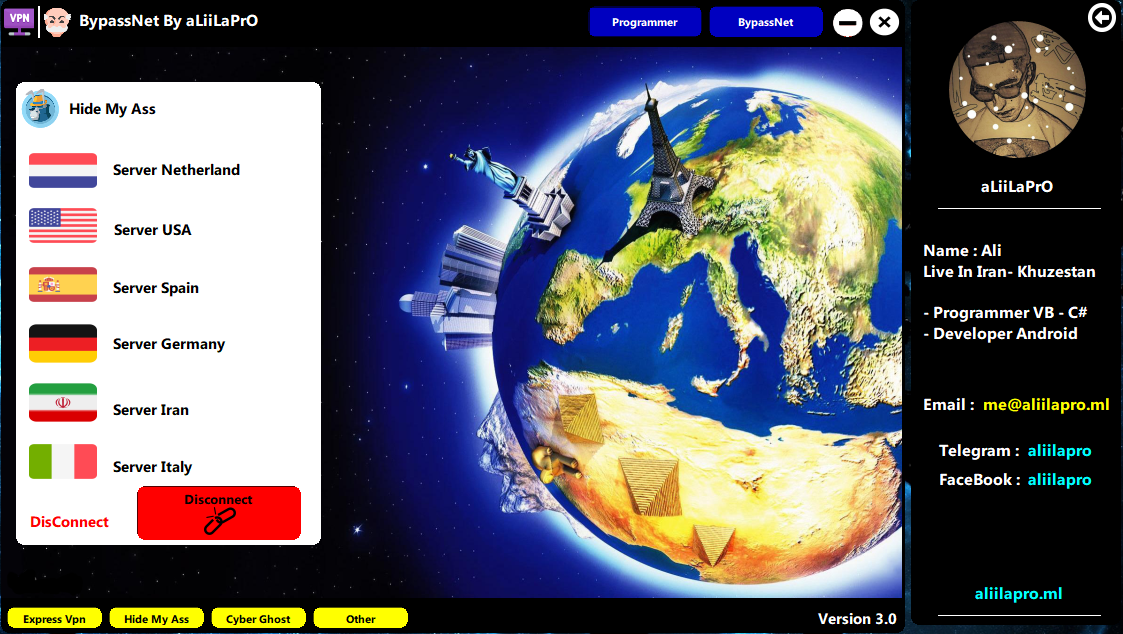 VPN
BypassNet By aLiiLaPrO
Programmer
BypassNet
Hide My Ass
Server Netherland
Server USA
Server Spain
Server Germany
Server Iran
Server Italy
DisConnect
Disconnect
Express Vpn
Hide My Ass
Cyber Ghost
Other
Version 3.0
aLiiLaPrO
Name : Ali
Live In Iran- Khuzestan
- Programmer VB - C#
- Developer Android
Email : me@aliilapro.ml
Telegram : aliilapro
FaceBook : aliilapro
aliilapro.ml